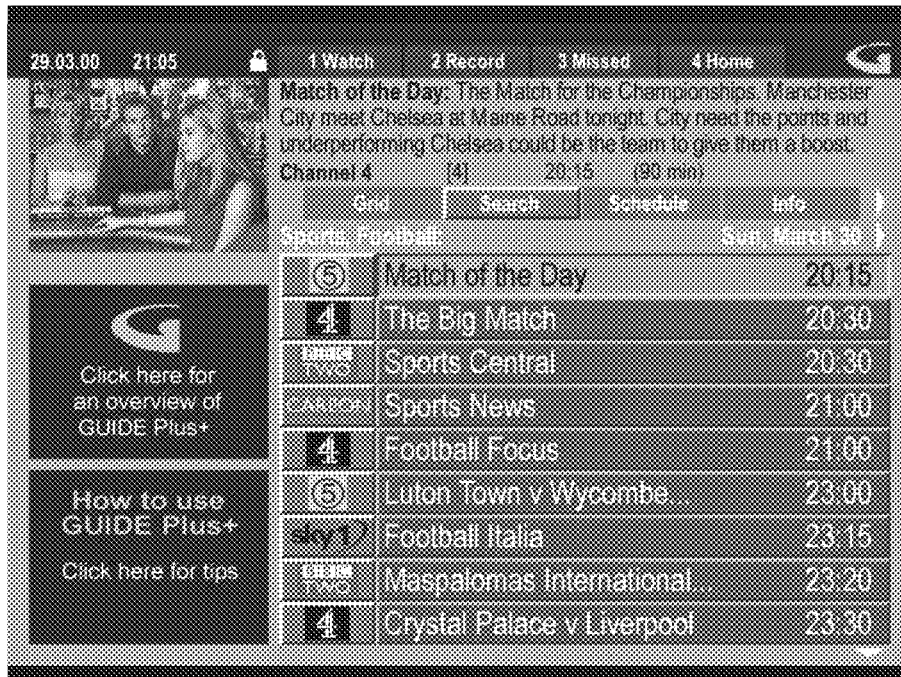 29.03.00 21:05 1 Watch 2 Record 3 Missed 4 Home
Match of the Day: The Match for the Championships. Manchester
City meet Chelsea at Maine Road tonight. City need the points and
underperforming Chelsea could be the team to give them a boost.
Channel 4 [4] 20:15 (90 min)
Grid Search Schedule Info
Sports, Football Sun, March 30
5 Match of the Day 20:15
4 The Big Match 20:30
TWO Sports Central 20:30
Sports News 21:00
4 Football Focus 21:00
5 Luton Town v Wycombe... 23:00
sky 1 Football Italia 23:15
TWO Maspalomas International... 23:20
4 Crystal Palace v Liverpool 23:30
Click here for
an overview of
GUIDE Plus+
How to use
GUIDE Plus+
Click here for tips